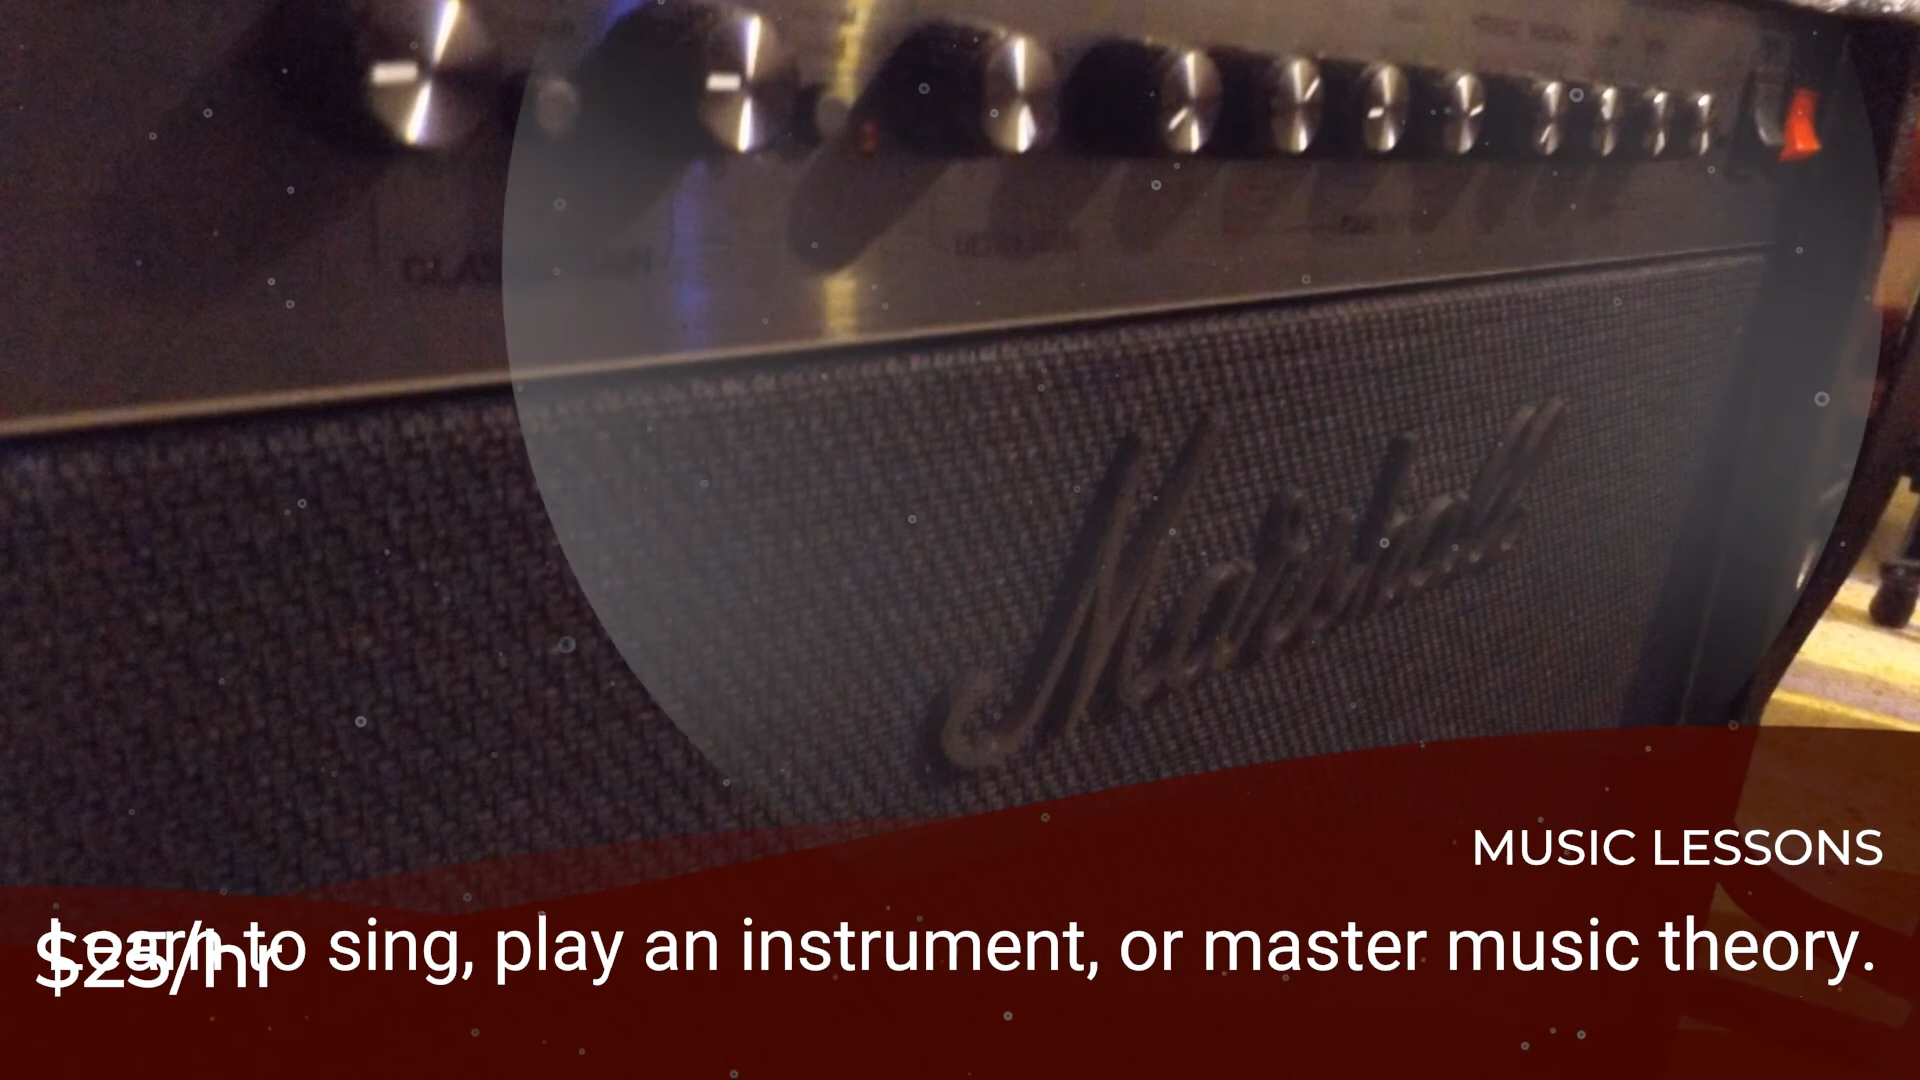 Marshall
MUSIC LESSONS
Learn to sing, play an instrument, or master music theory.
$25/hr